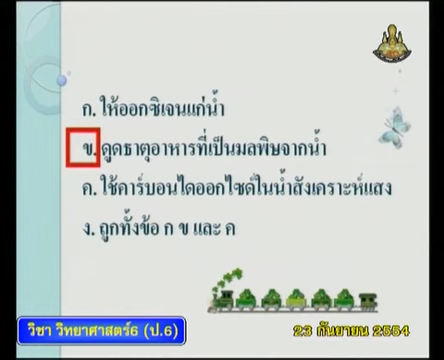 ก. ให้ออกซิเจนแก่น้ำ
ข. ดูดธาตุอาหารที่เป็นมลพิษจากน้ำ
ค. ใช้คาร์บอนไดออกไซด์ในน้ำสังเคราะห์แสง
ง. ถูกทั้งข้อ ก ข และ ค
วิชา วิทยาศาสตร์6 (ป.6)
23 กันยายน 2554